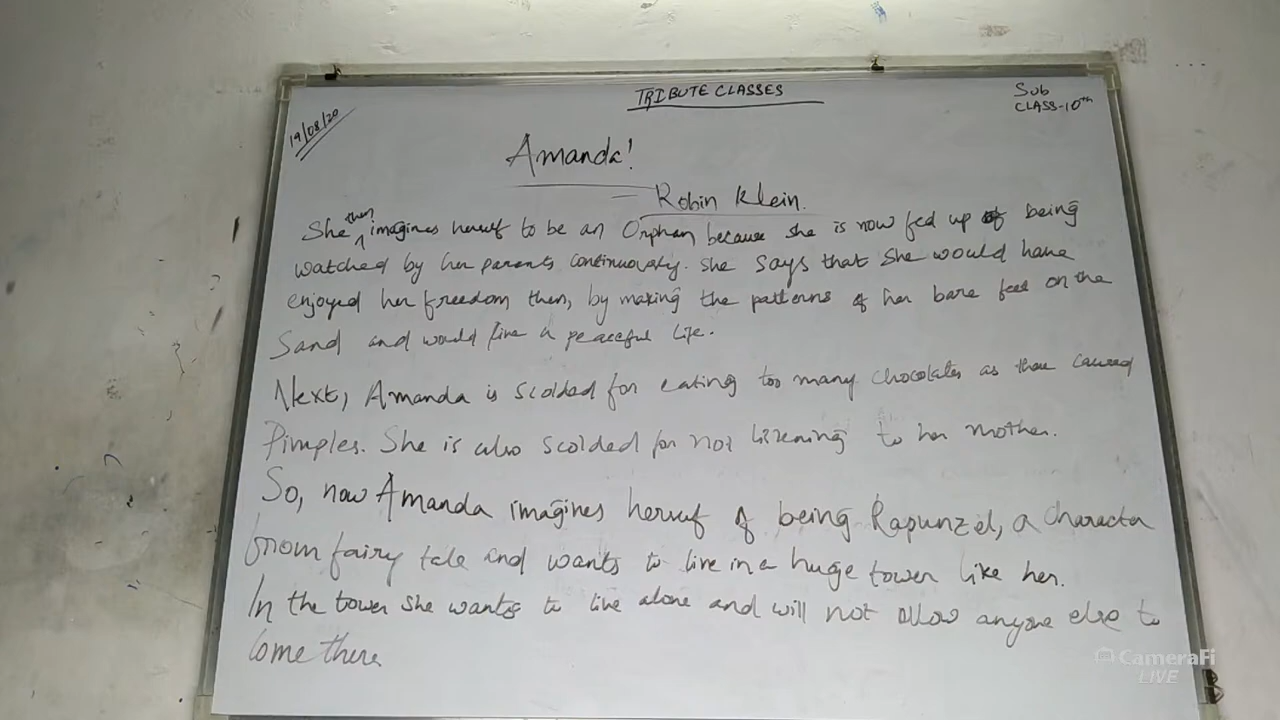 TRIBUTE CLASSES
Sub
CLASS-10th
19/08/20
Amanda!
— Robin Klein.
She then imagines herself to be an Orphan because she is now fed up of being
watched by her parents continuously. She says that she would have
enjoyed her freedom then, by making the patterns of her bare feet on the
Sand and would live a peaceful life.
Next, Amanda is scolded for eating too many chocolates as these caused
Pimples. She is also scolded for not listening to her mother.
So, now Amanda imagines herself of being Rapunzel, a character
from fairy tale and wants to live in a huge tower like her.
In the tower she wants to live alone and will not allow anyone else to
come there
CameraFi
LIVE